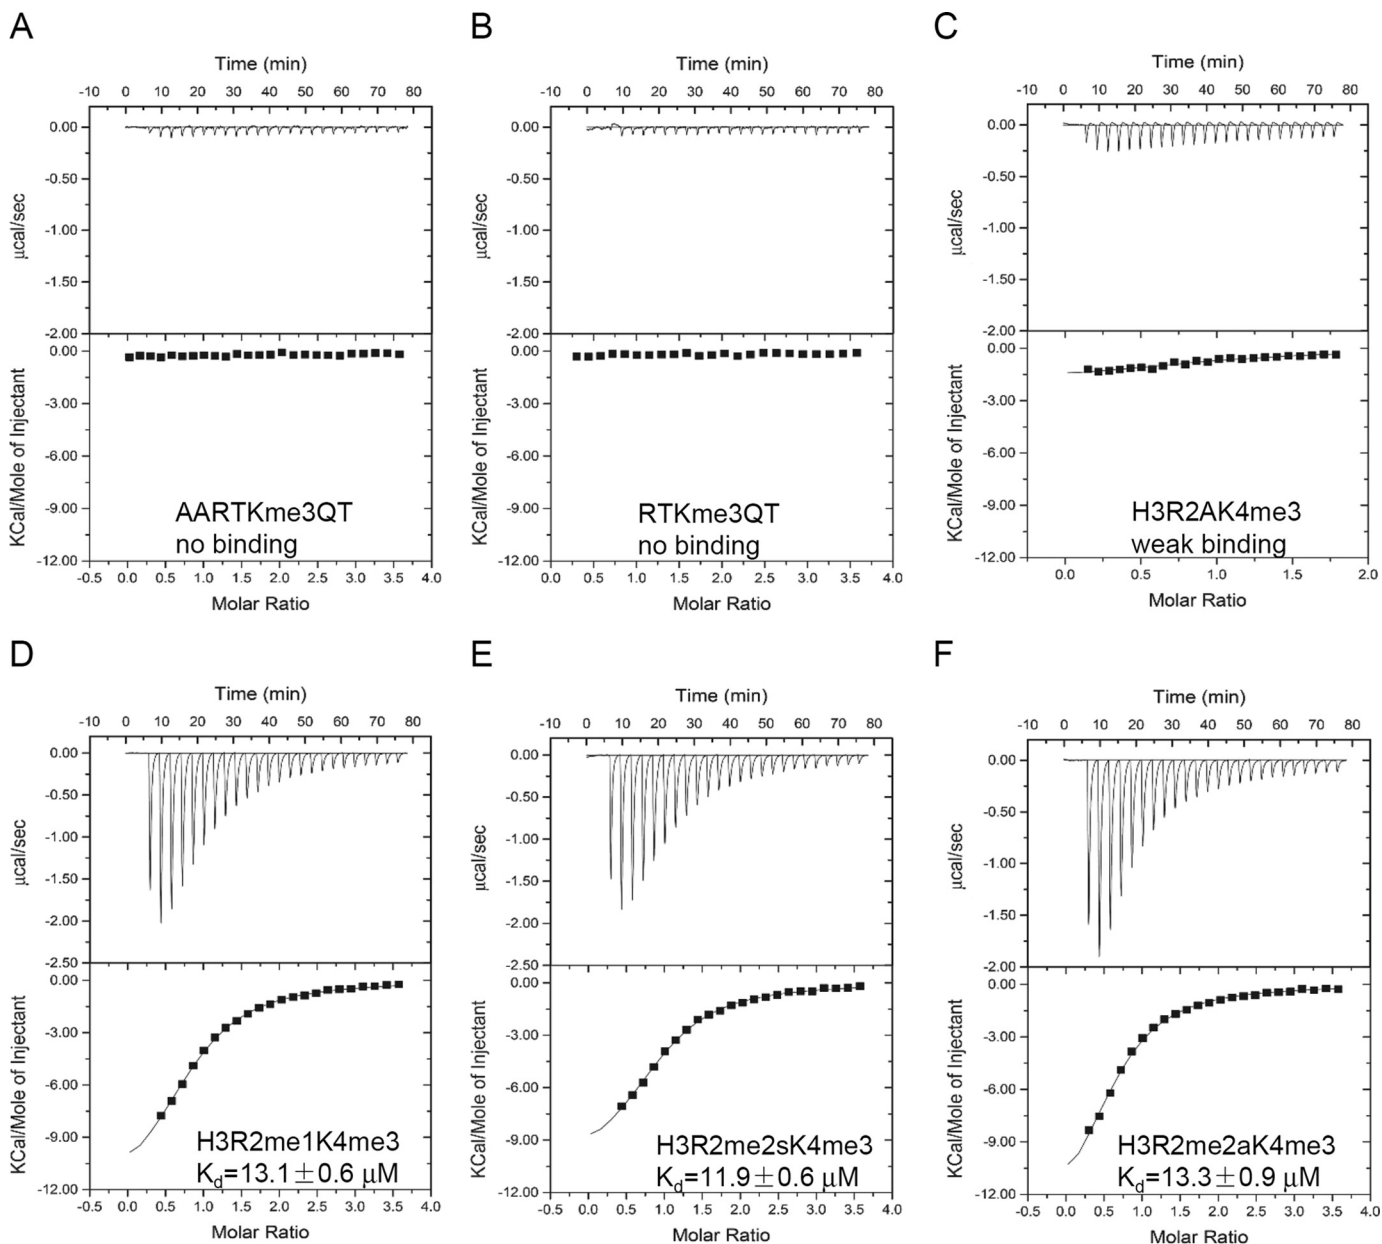 A
Time (min)
-10 0 10 20 30 40 50 60 70 80
0.00
-0.50
-1.00
-1.50
-2.00
µcal/sec
0.00
-3.00
-6.00
-9.00
-12.00
KCal/Mole of Injectant
AARTKme3QT
no binding
-0.5 0.0 0.5 1.0 1.5 2.0 2.5 3.0 3.5 4.0
Molar Ratio
B
Time (min)
-10 0 10 20 30 40 50 60 70 80
0.00
-0.50
-1.00
-1.50
-2.00
µcal/sec
0.00
-3.00
-6.00
-9.00
-12.00
KCal/Mole of Injectant
RTKme3QT
no binding
0.0 0.5 1.0 1.5 2.0 2.5 3.0 3.5 4.0
Molar Ratio
C
Time (min)
-10 0 10 20 30 40 50 60 70 80
0.00
-0.50
-1.00
-1.50
-2.00
µcal/sec
0.00
-3.00
-6.00
-9.00
-12.00
KCal/Mole of Injectant
H3R2AK4me3
weak binding
0.0 0.5 1.0 1.5 2.0
Molar Ratio
D
Time (min)
-10 0 10 20 30 40 50 60 70 80
0.00
-0.50
-1.00
-1.50
-2.00
-2.50
µcal/sec
0.00
-3.00
-6.00
-9.00
-12.00
KCal/Mole of Injectant
H3R2me1K4me3
Kd=13.1±0.6 µM
-0.5 0.0 0.5 1.0 1.5 2.0 2.5 3.0 3.5 4.0
Molar Ratio
E
Time (min)
-10 0 10 20 30 40 50 60 70 80
0.00
-0.50
-1.00
-1.50
-2.00
-2.50
µcal/sec
0.00
-3.00
-6.00
-9.00
-12.00
KCal/Mole of Injectant
H3R2me2sK4me3
Kd=11.9±0.6 µM
-0.5 0.0 0.5 1.0 1.5 2.0 2.5 3.0 3.5 4.0
Molar Ratio
F
Time (min)
-10 0 10 20 30 40 50 60 70 80
0.00
-0.50
-1.00
-1.50
-2.00
µcal/sec
0.00
-3.00
-6.00
-9.00
-12.00
KCal/Mole of Injectant
H3R2me2aK4me3
Kd=13.3±0.9 µM
-0.5 0.0 0.5 1.0 1.5 2.0 2.5 3.0 3.5 4.0
Molar Ratio